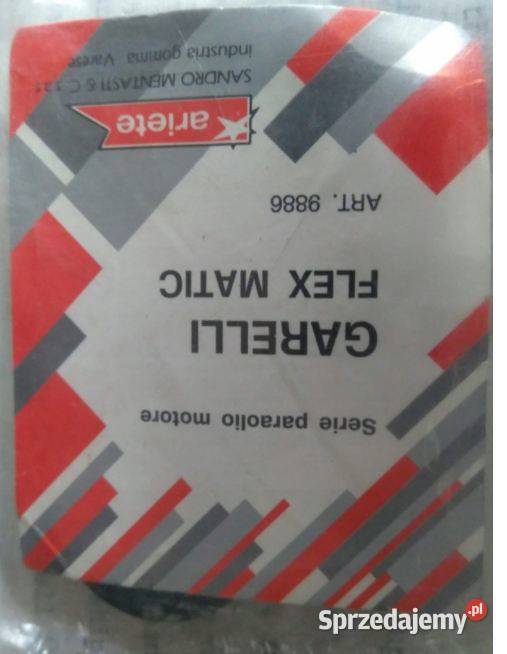 Serie paraolio motore
GARELLI
FLEX MATIC
ART. 9886
ariete
SANDRO MENTASTI & C
industria gomma Varese
Sprzedajemy.pl